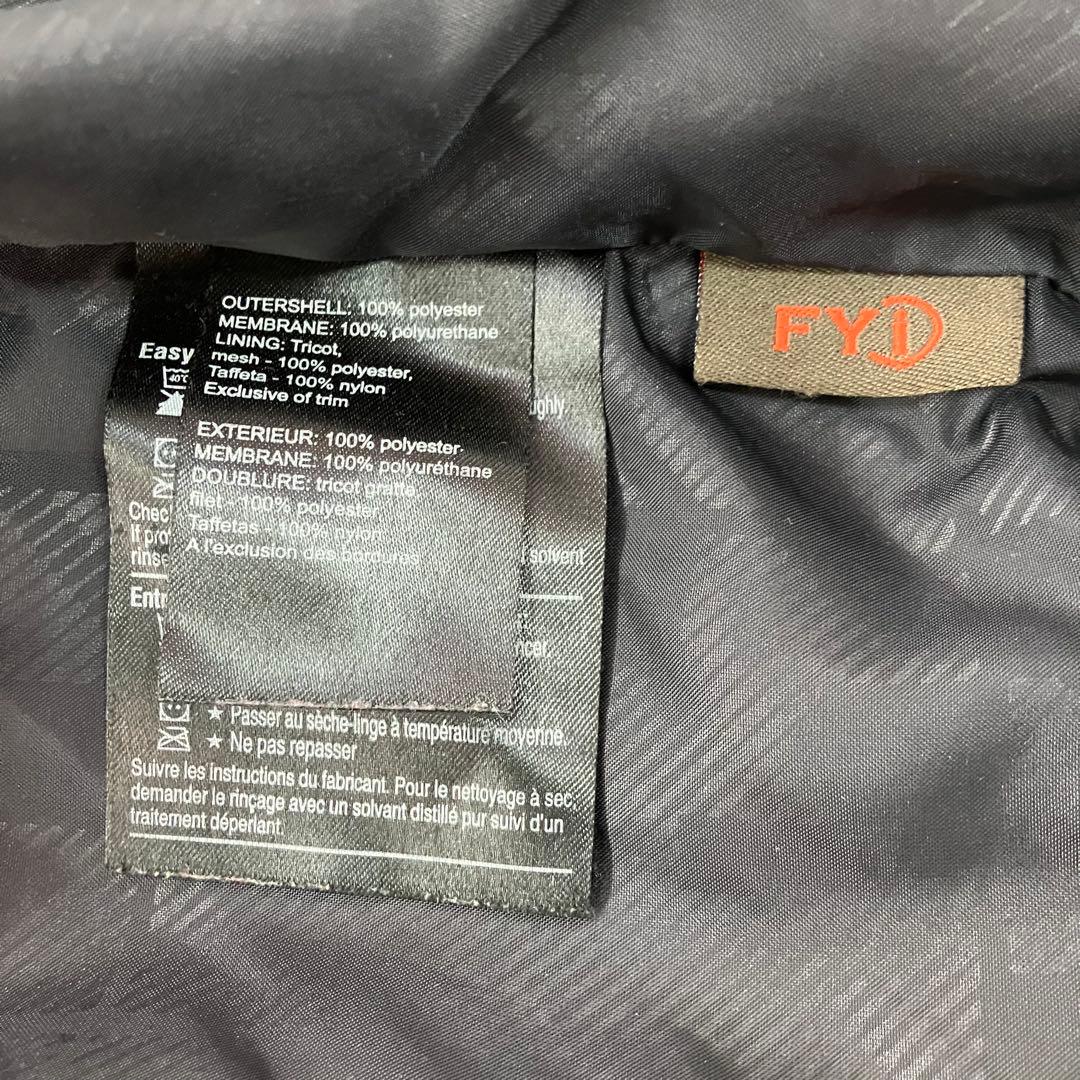 OUTERSHELL: 100% polyester
MEMBRANE: 100% polyurethane
LINING: Tricot,
mesh - 100% polyester,
Taffeta - 100% nylon
Exclusive of trim
EXTERIEUR: 100% polyester
MEMBRANE: 100% polyuréthane
DOUBLURE: tricot gratté
filet - 100% polyester
Taffetas - 100% nylon
A l'exclusion des bordures
FYi
Easy
40°C
solvent
★ Passer au sèche-linge à température moyenne.
★ Ne pas repasser
Suivre les instructions du fabricant. Pour le nettoyage à sec,
demander le rinçage avec un solvant distillé pur suivi d'un
traitement déperlant.